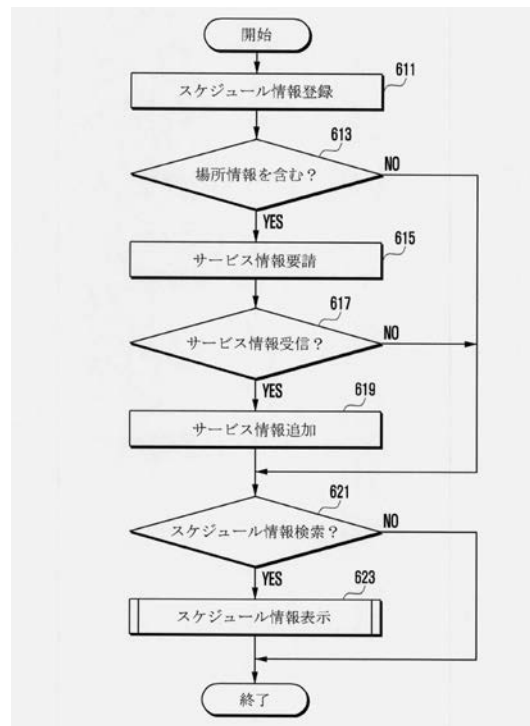 開始
611
スケジュール情報登録
613
場所情報を含む？
NO
YES
615
サービス情報要請
617
サービス情報受信？
NO
YES
619
サービス情報追加
621
スケジュール情報検索？
NO
YES
623
スケジュール情報表示
終了